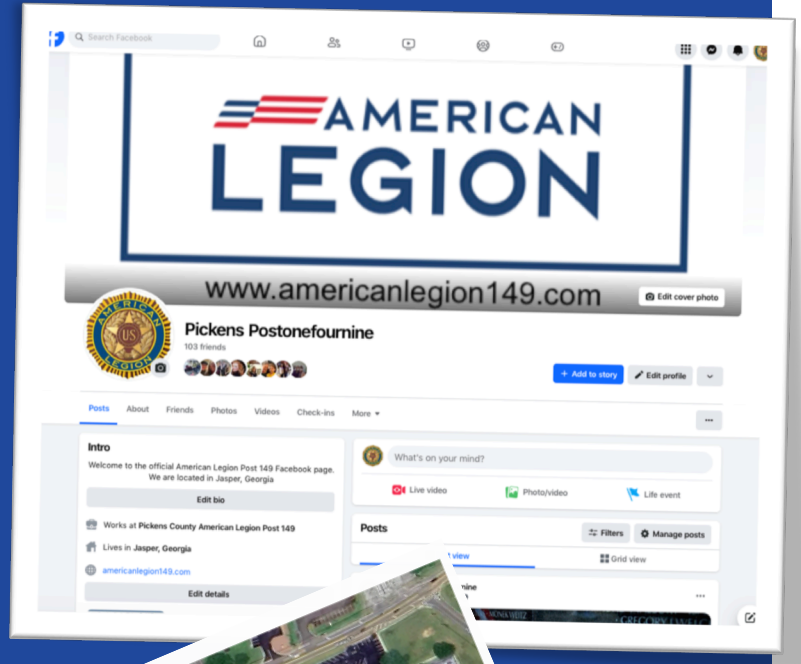 Search Facebook
AMERICAN
LEGION
www.americanlegion149.com
Edit cover photo
AMERICAN
US
LEGION
Pickens Postonefournine
103 friends
+ Add to story
Edit profile
Posts
About
Friends
Photos
Videos
Check-ins
More
Intro
Welcome to the official American Legion Post 149 Facebook page.
We are located in Jasper, Georgia
Edit bio
Works at Pickens County American Legion Post 149
Lives in Jasper, Georgia
americanlegion149.com
Edit details
What's on your mind?
Live video
Photo/video
Life event
Posts
Filters
Manage posts
view
Grid view